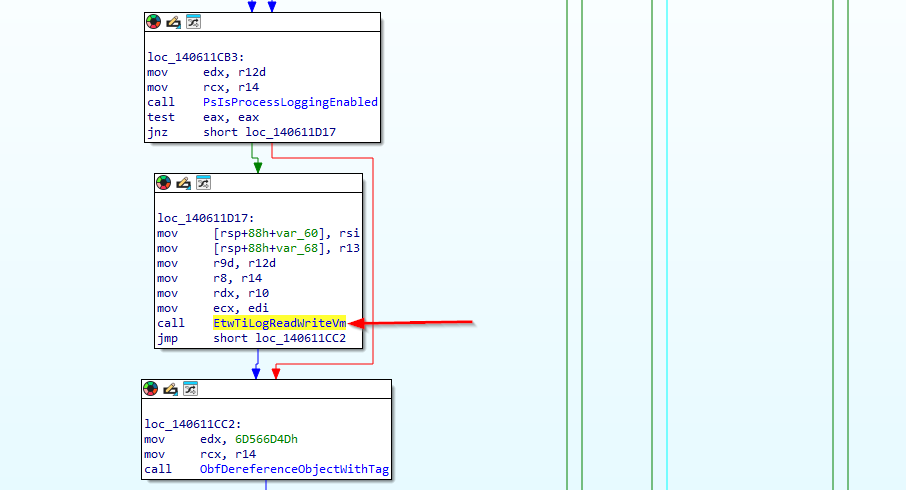 loc_140611CB3:
mov edx, r12d
mov rcx, r14
call PsIsProcessLoggingEnabled
test eax, eax
jnz short loc_140611D17
loc_140611D17:
mov [rsp+88h+var_60], rsi
mov [rsp+88h+var_68], r13
mov r9d, r12d
mov r8, r14
mov rdx, r10
mov ecx, edi
call EtwTiLogReadWriteVm
jmp short loc_140611CC2
loc_140611CC2:
mov edx, 6D566D4Dh
mov rcx, r14
call ObfDereferenceObjectWithTag